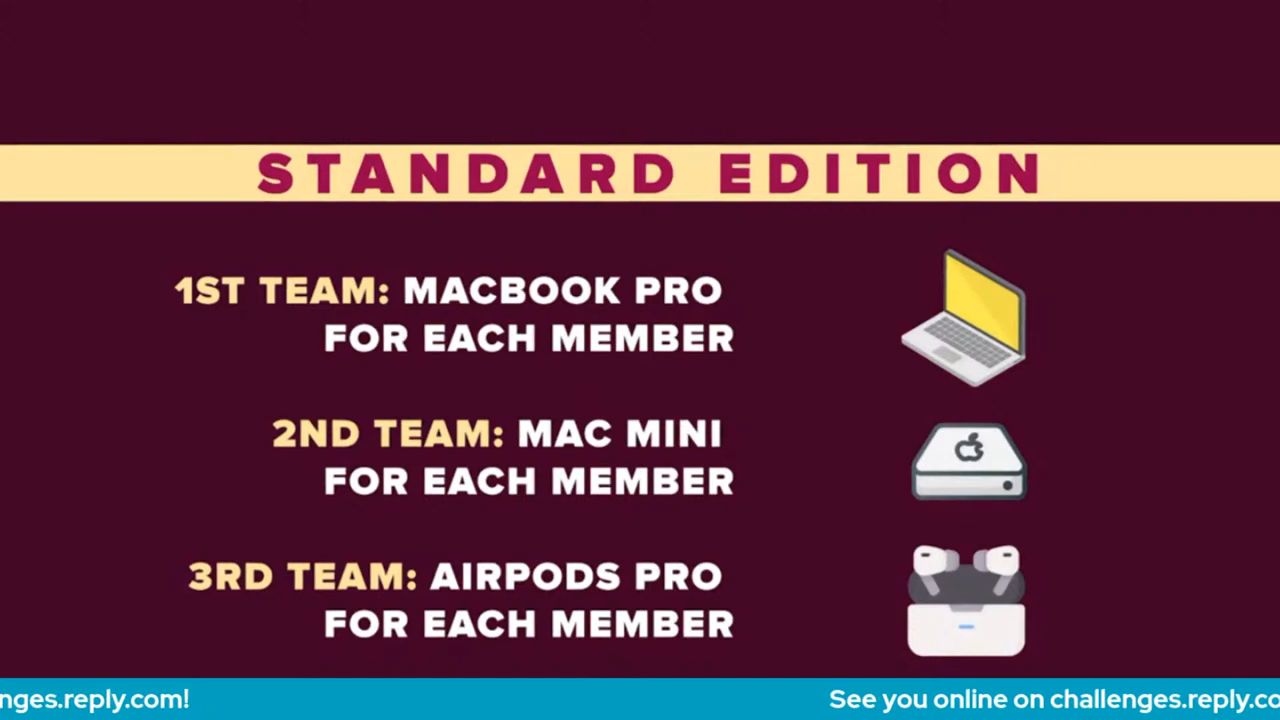 STANDARD EDITION
1ST TEAM: MACBOOK PRO
FOR EACH MEMBER
2ND TEAM: MAC MINI
FOR EACH MEMBER
3RD TEAM: AIRPODS PRO
FOR EACH MEMBER
nges.reply.com! See you online on challenges.reply.co